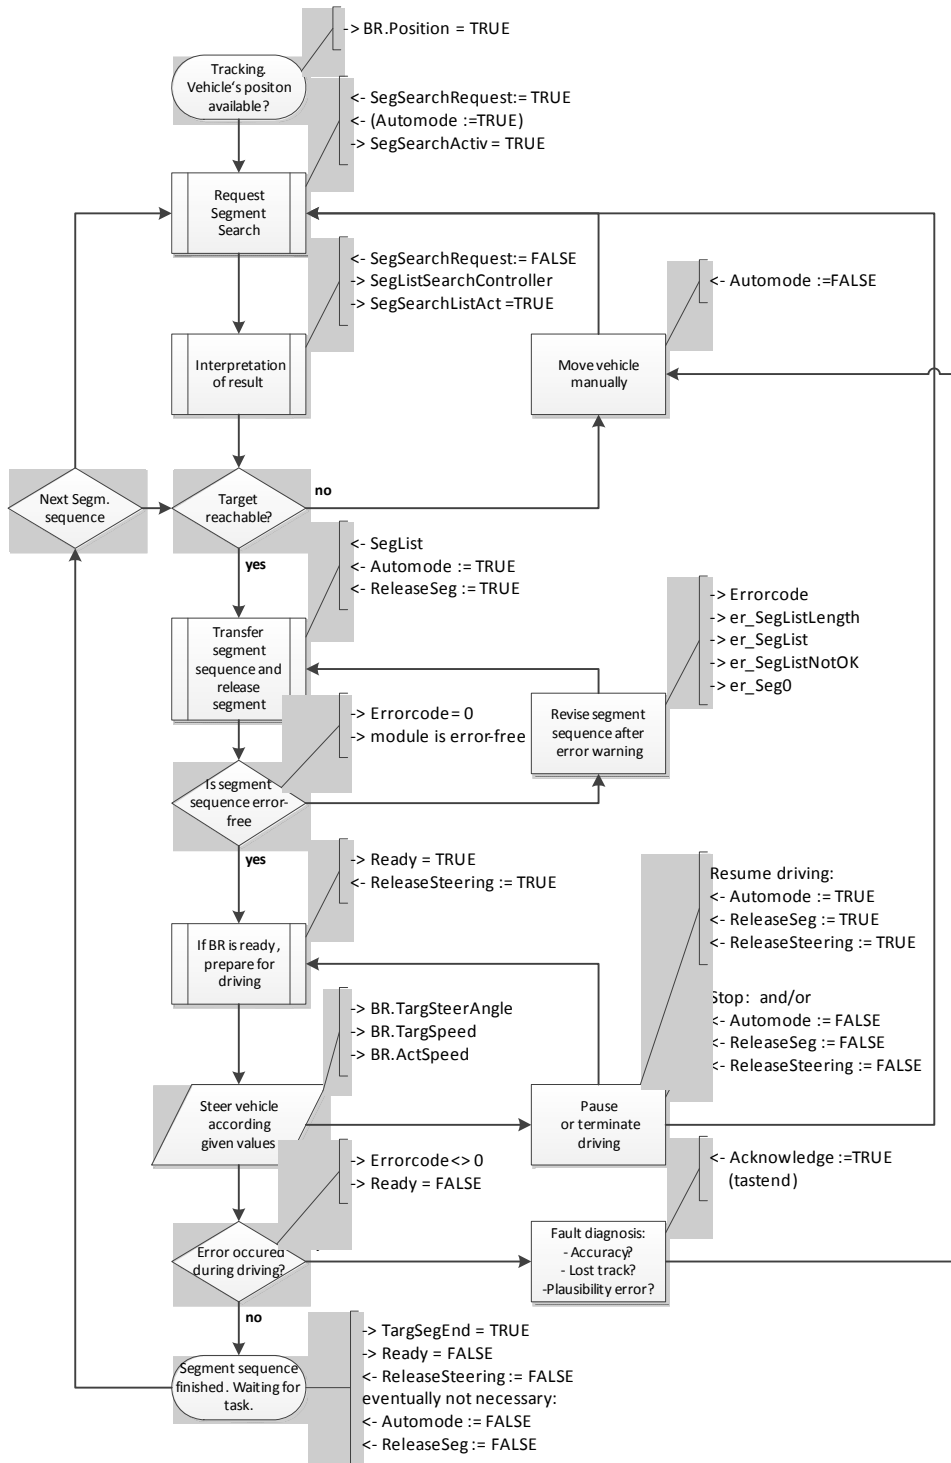 -> BR.Position = TRUE
Tracking.
Vehicle's positon
available?
<- SegSearchRequest:= TRUE
<- (Automode :=TRUE)
-> SegSearchActiv = TRUE
Request
Segment
Search
<- SegSearchRequest:= FALSE
-> SegListSearchController
-> SegSearchListAct =TRUE
<- Automode :=FALSE
Interpretation
of result
Move vehicle
manually
Next Segm.
sequence
Target
reachable?
no
yes
<- SegList
<- Automode := TRUE
<- ReleaseSeg := TRUE
-> Errorcode
-> er_SegListLength
-> er_SegList
-> er_SegListNotOK
-> er_Seg0
Transfer
segment
sequence and
release
segment
-> Errorcode= 0
-> module is error-free
Revise segment
sequence after
error warning
Is segment
sequence error-
free
yes
-> Ready = TRUE
<- ReleaseSteering := TRUE
Resume driving:
<- Automode := TRUE
<- ReleaseSeg := TRUE
<- ReleaseSteering := TRUE
Stop: and/or
<- Automode := FALSE
<- ReleaseSeg := FALSE
<- ReleaseSteering := FALSE
If BR is ready,
prepare for
driving
-> BR.TargSteerAngle
-> BR.TargSpeed
-> BR.ActSpeed
Steer vehicle
according
given values
Pause
or terminate
driving
-> Errorcode<> 0
-> Ready = FALSE
<- Acknowledge :=TRUE
(tastend)
Error occured
during driving?
Fault diagnosis:
- Accuracy?
- Lost track?
-Plausibility error?
no
-> TargSegEnd = TRUE
-> Ready = FALSE
<- ReleaseSteering := FALSE
eventually not necessary:
<- Automode := FALSE
<- ReleaseSeg := FALSE
Segment sequence
finished. Waiting for
task.